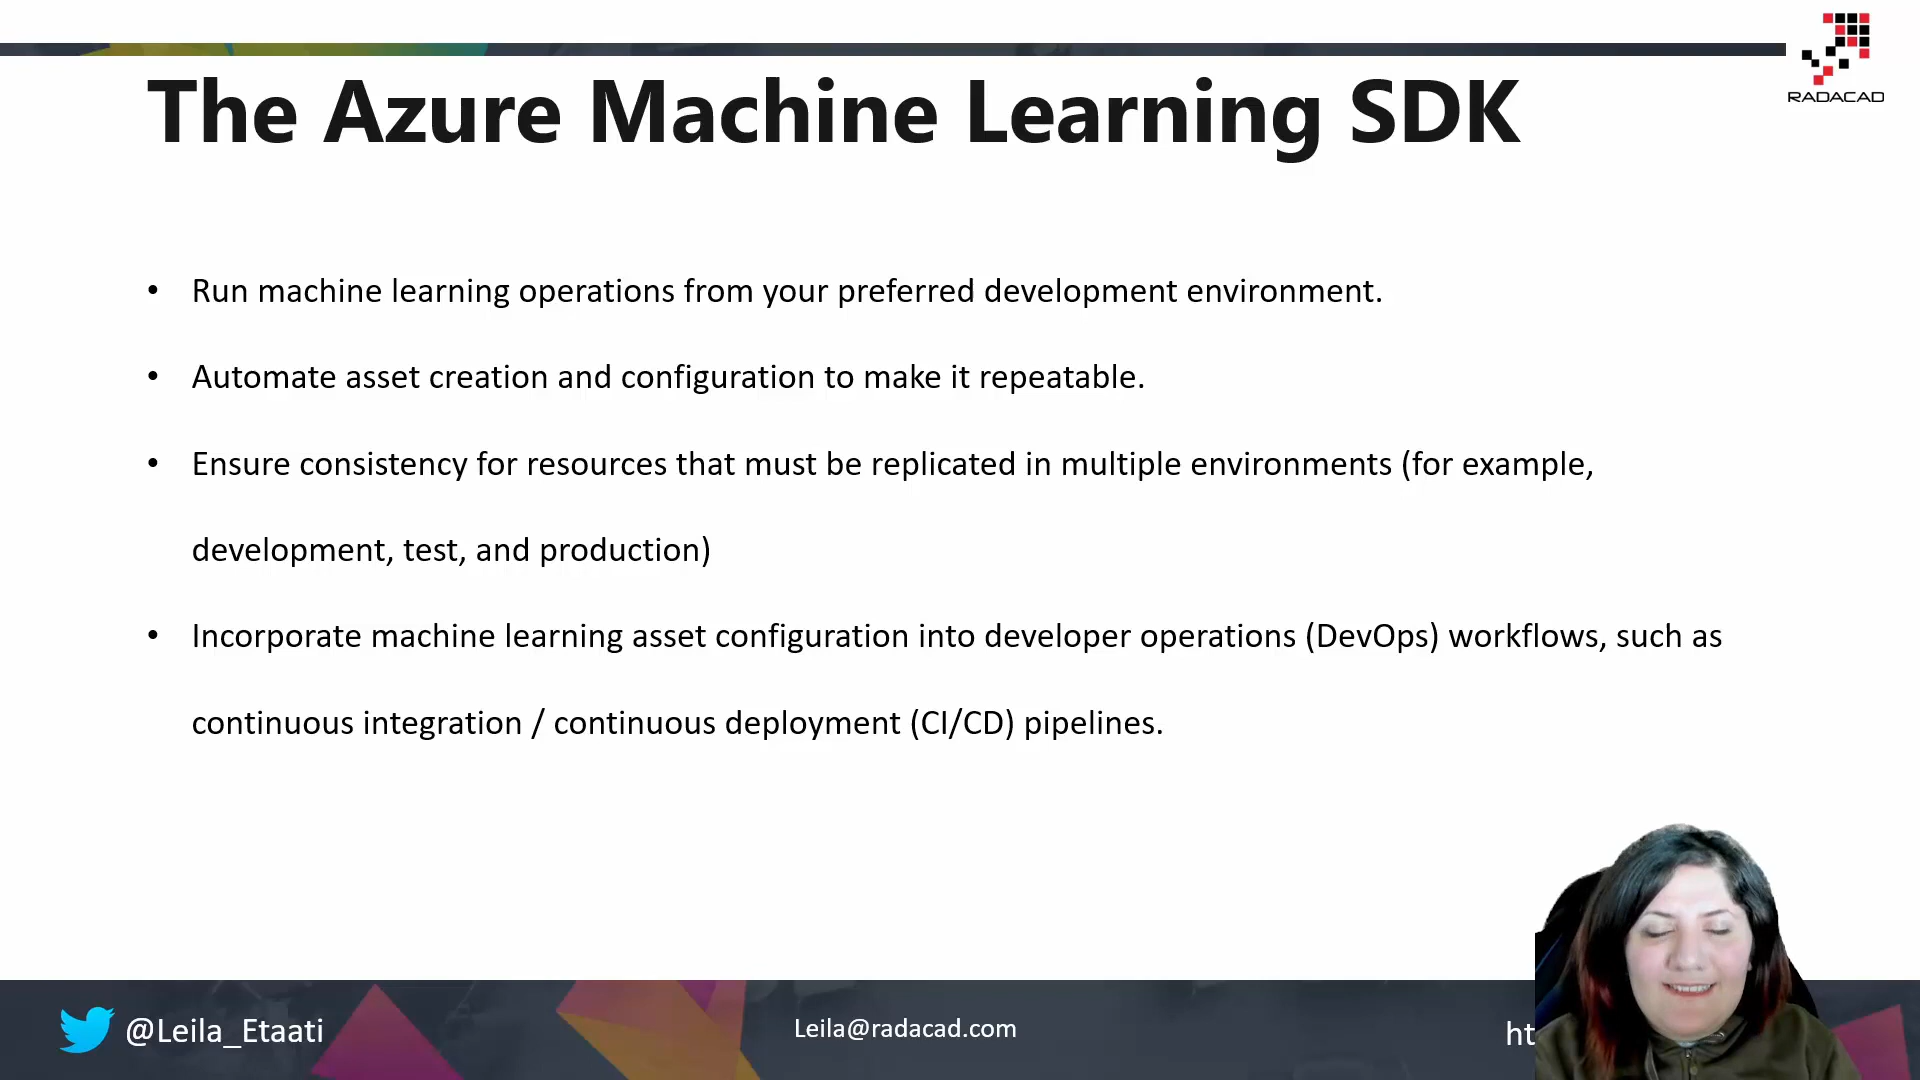 RADACAD
The Azure Machine Learning SDK
• Run machine learning operations from your preferred development environment.
• Automate asset creation and configuration to make it repeatable.
• Ensure consistency for resources that must be replicated in multiple environments (for example,
development, test, and production)
• Incorporate machine learning asset configuration into developer operations (DevOps) workflows, such as
continuous integration / continuous deployment (CI/CD) pipelines.
@Leila_Etaati
Leila@radacad.com